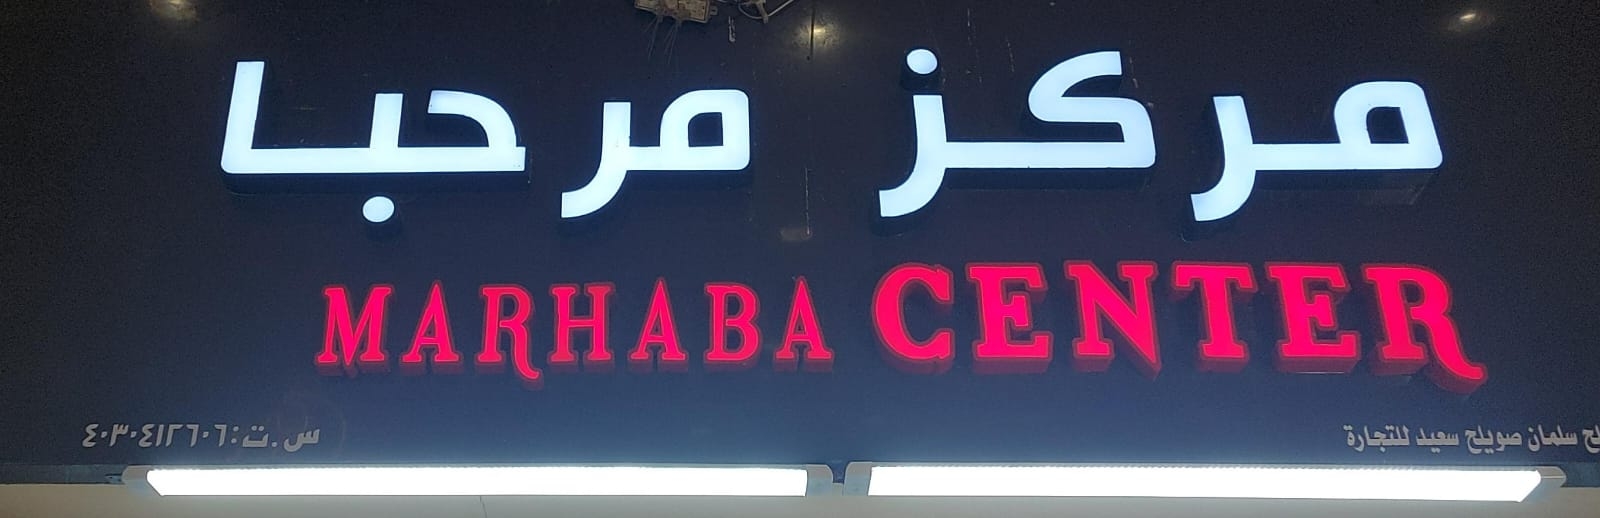 مركز مرحبا
MARHABA CENTER
سلمان صويلح سعيد للتجارة
س.ت: ٤٠٣٠٤١٢٦٠٦